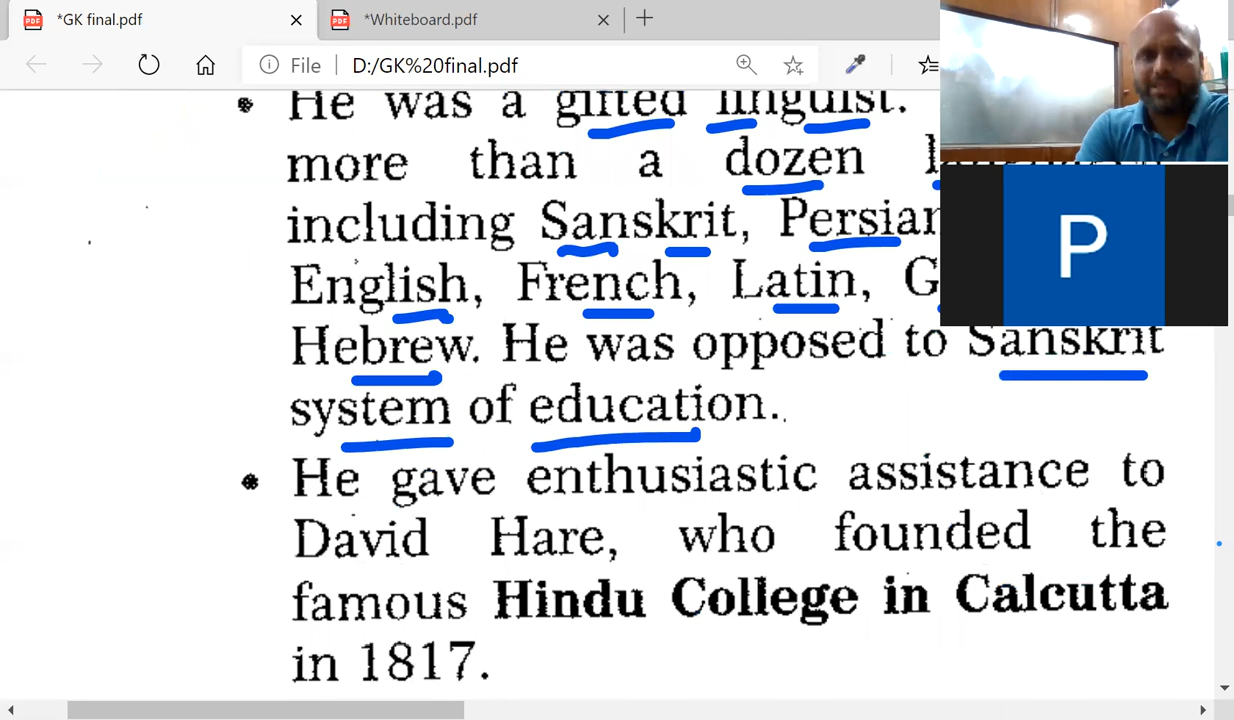 *GK final.pdf
*Whiteboard.pdf
File D:/GK%20final.pdf
He was a gifted linguist.
more than a dozen
including Sanskrit, Persian
English, French, Latin, G
Hebrew. He was opposed to Sanskrit
system of education.
He gave enthusiastic assistance to
David Hare, who founded the
famous Hindu College in Calcutta
in 1817.
P